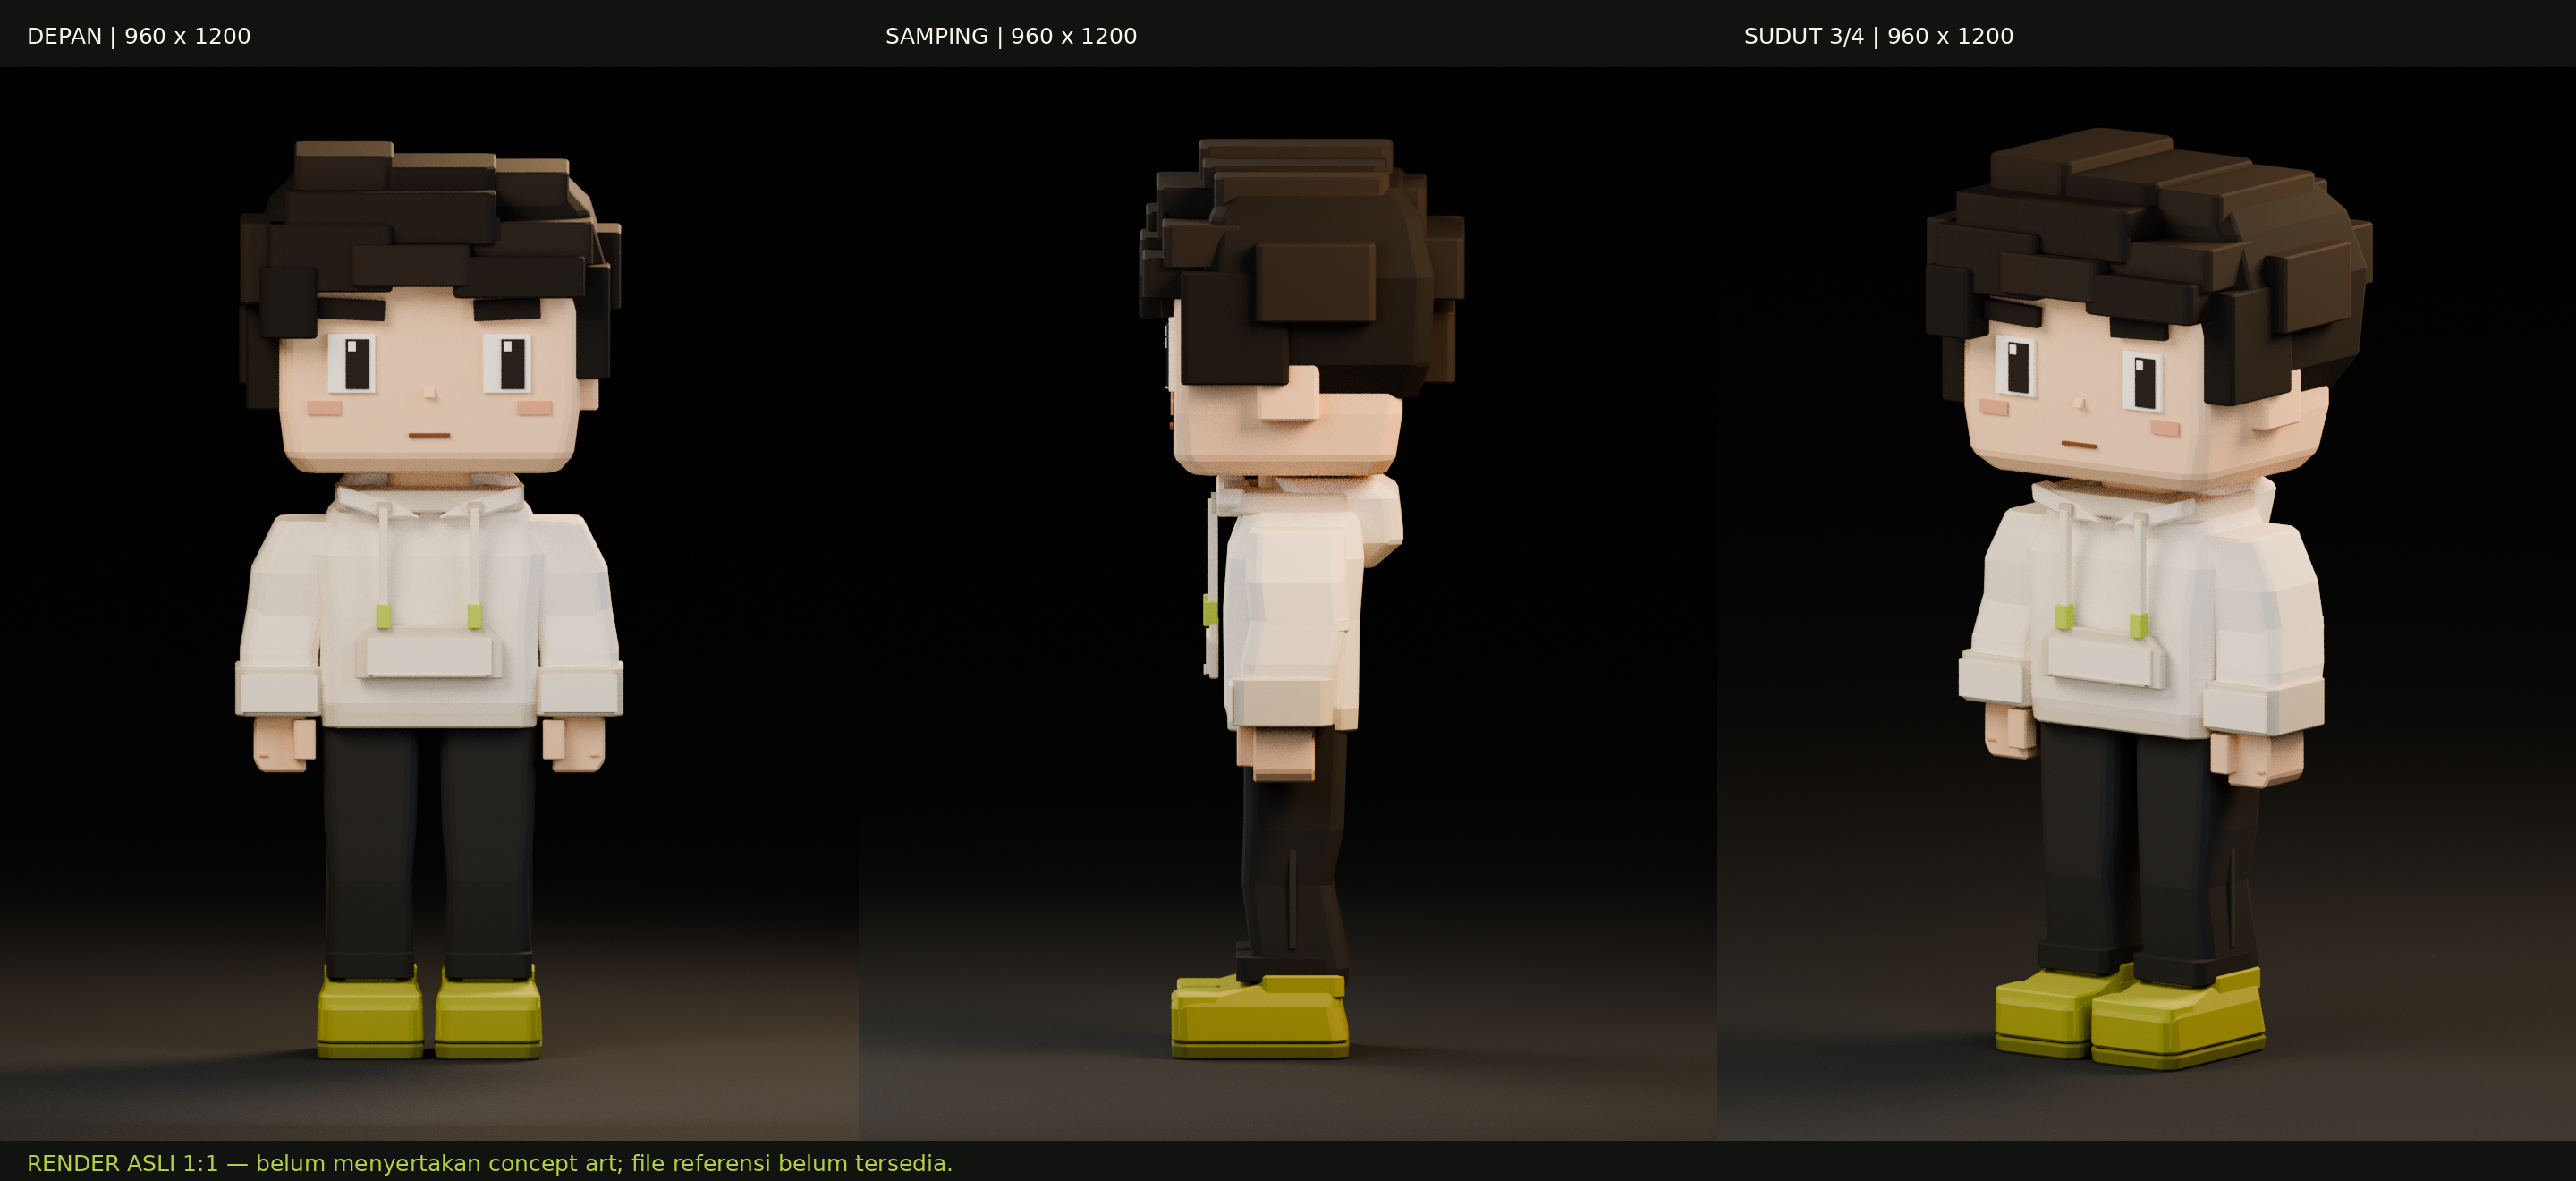 DEPAN | 960 x 1200
SAMPING | 960 x 1200
SUDUT 3/4 | 960 x 1200
RENDER ASLI 1:1 — belum menyertakan concept art; file referensi belum tersedia.